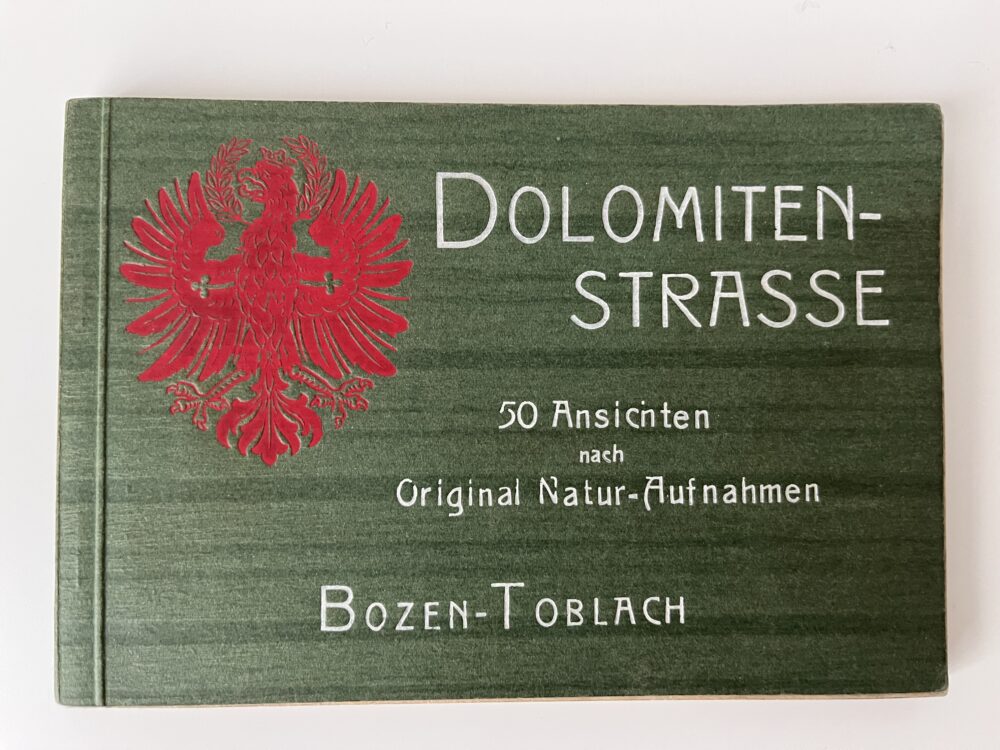 DOLOMITEN-
STRASSE
50 Ansichten
nach
Original Natur-Aufnahmen
BOZEN-TOBLACH